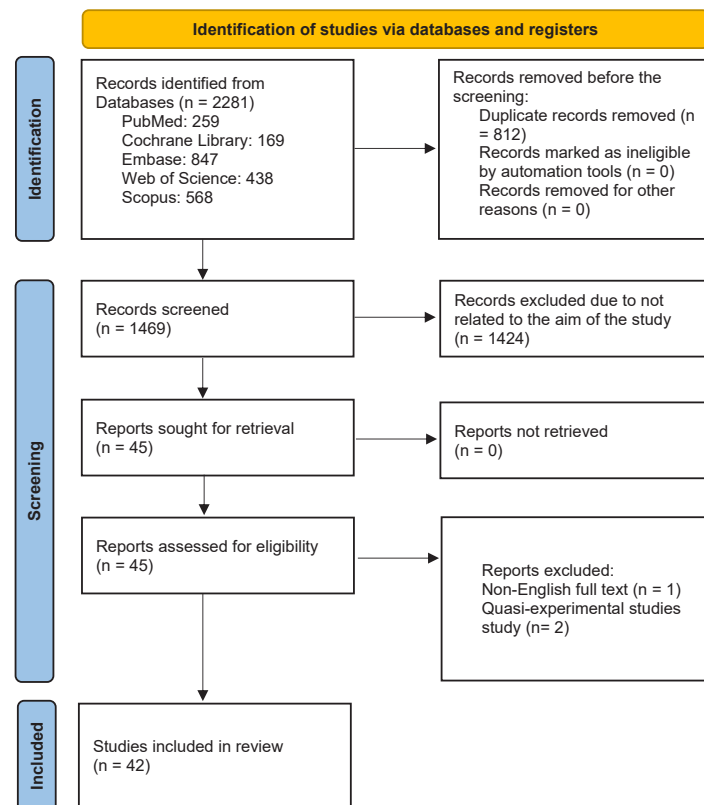 Identification of studies via databases and registers
Identification
Records identified from
Databases (n = 2281)
PubMed: 259
Cochrane Library: 169
Embase: 847
Web of Science: 438
Scopus: 568
Records removed before the
screening:
Duplicate records removed (n
= 812)
Records marked as ineligible
by automation tools (n = 0)
Records removed for other
reasons (n = 0)
Screening
Records screened
(n = 1469)
Records excluded due to not
related to the aim of the study
(n = 1424)
Reports sought for retrieval
(n = 45)
Reports not retrieved
(n = 0)
Reports assessed for eligibility
(n = 45)
Reports excluded:
Non-English full text (n = 1)
Quasi-experimental studies
study (n= 2)
Included
Studies included in review
(n = 42)